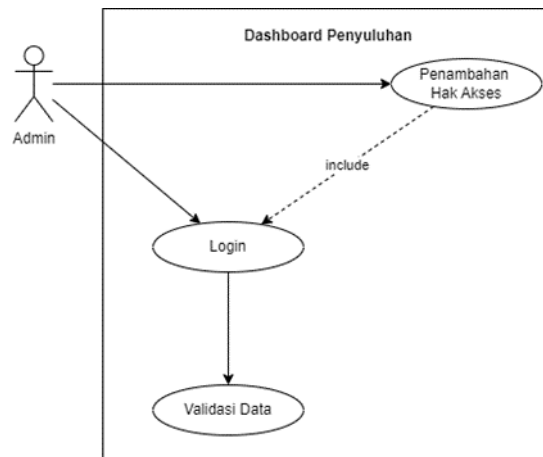 Dashboard Penyuluhan
Penambahan
Hak Akses
Admin
include
Login
Validasi Data